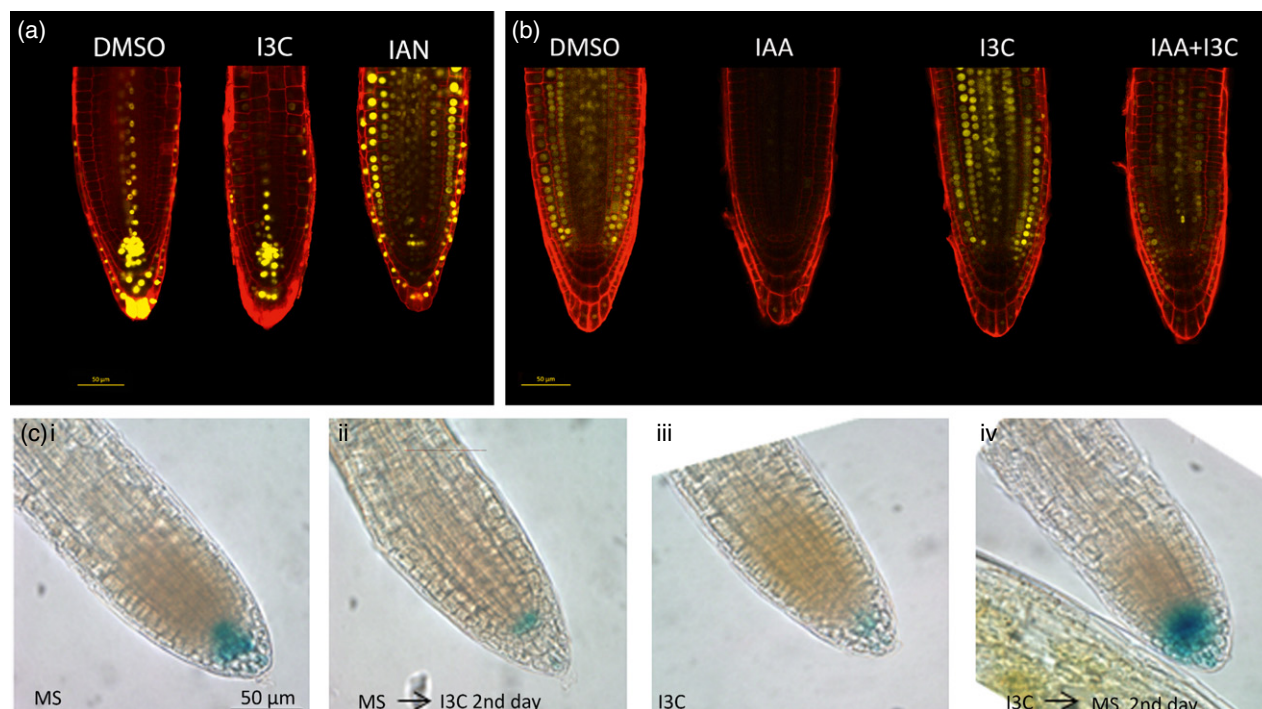 (a)
DMSO I3C IAN
50 µm
(b)
DMSO IAA I3C IAA+I3C
50 µm
(c) i
MS 50 µm
ii
MS → I3C 2nd day
iii
I3C
iv
I3C → MS 2nd day